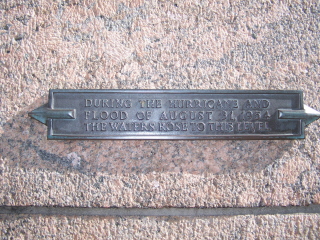 DURING THE HURRICANE AND
FLOOD OF AUGUST 31 1954
THE WATERS ROSE TO THIS LEVEL